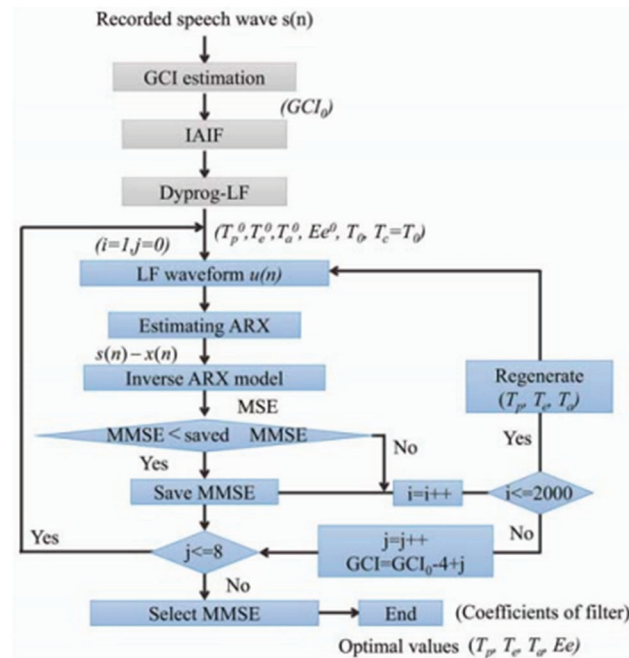 Recorded speech wave s(n)
GCI estimation
(GCI₀)
IAIF
Dyprog-LF
(Tₚ⁰,Tₑ⁰,Tₐ⁰, Ee⁰, T₀, T꜀=T₀)
(i=1,j=0)
LF waveform u(n)
Estimating ARX
s(n)−x(n)
Inverse ARX model
Regenerate
(Tₚ, Tₑ, Tₐ)
MSE
MMSE < saved MMSE
No
Yes
Yes
Save MMSE
i=i++
i<=2000
Yes
No
j<=8
j=j++
GCI=GCI₀-4+j
No
Select MMSE
End
(Coefficients of filter)
Optimal values (Tₚ, Tₑ, Tₐ, Ee)